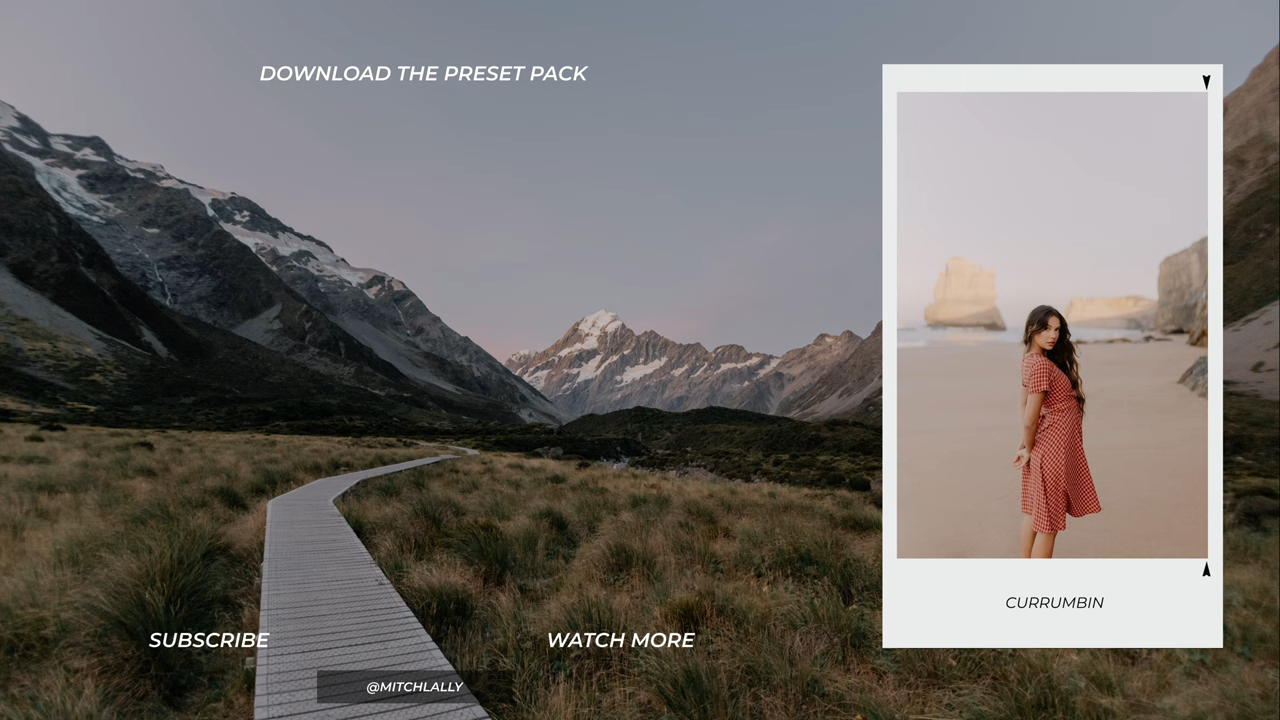 DOWNLOAD THE PRESET PACK
CURRUMBIN
SUBSCRIBE
WATCH MORE
@MITCHLALLY